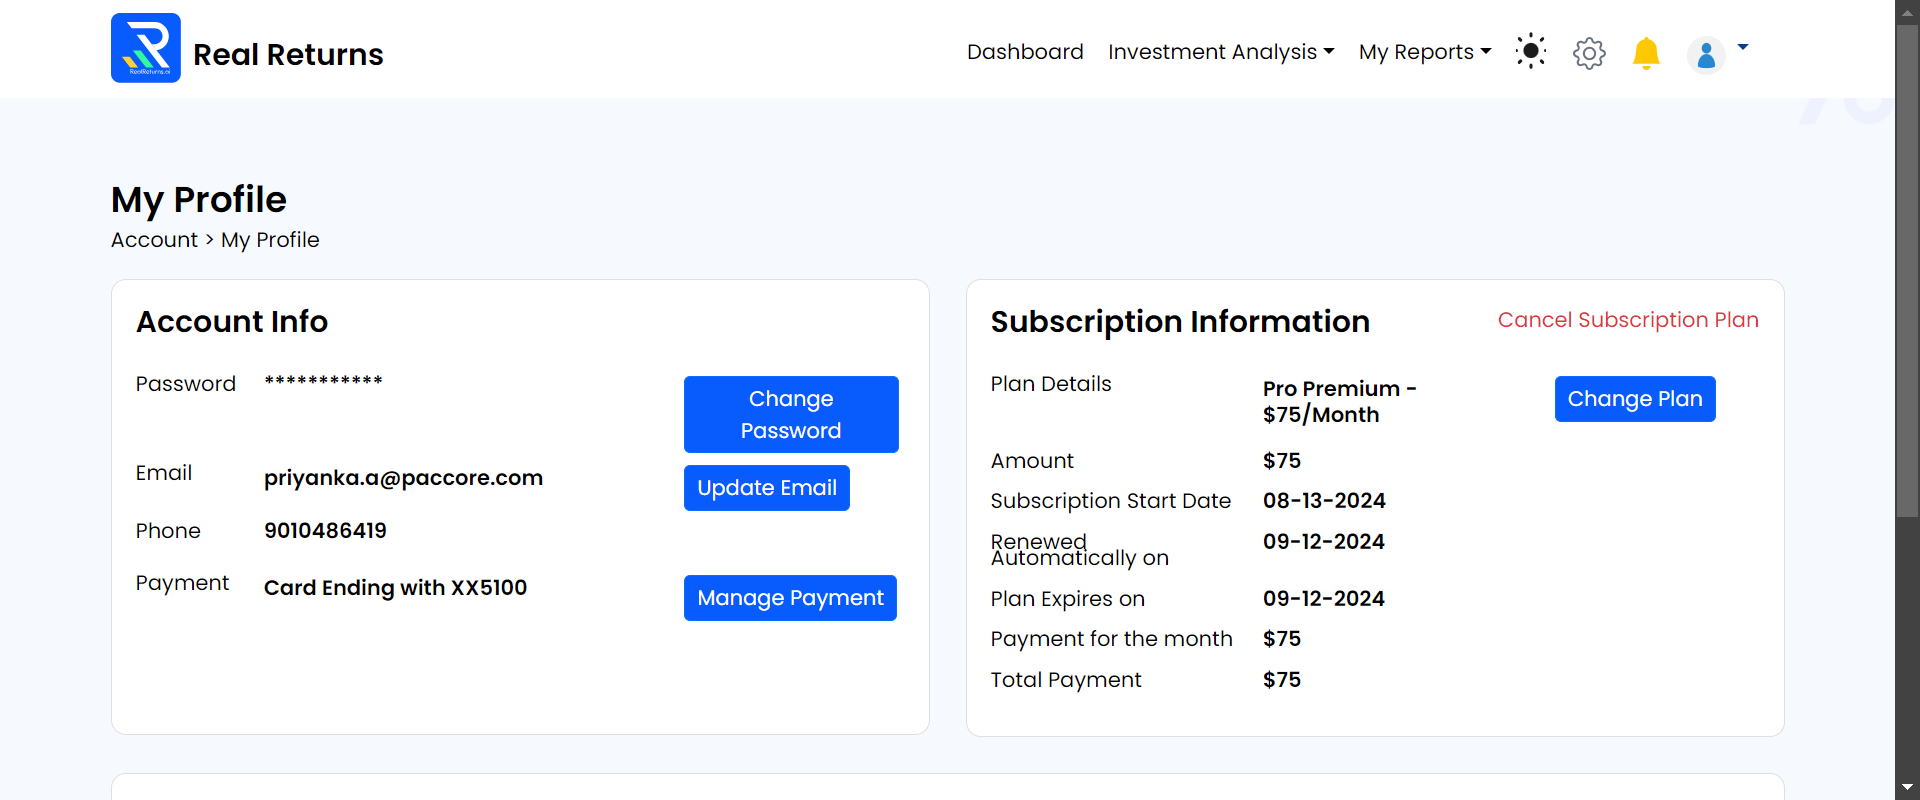 RealReturns.ai
Real Returns
Dashboard
Investment Analysis
My Reports
My Profile
Account > My Profile
Account Info
Password
***********
Change
Password
Email
priyanka.a@paccore.com
Update Email
Phone
9010486419
Payment
Card Ending with XX5100
Manage Payment
Subscription Information
Cancel Subscription Plan
Plan Details
Pro Premium -
$75/Month
Change Plan
Amount
$75
Subscription Start Date
08-13-2024
Renewed
Automatically on
09-12-2024
Plan Expires on
09-12-2024
Payment for the month
$75
Total Payment
$75